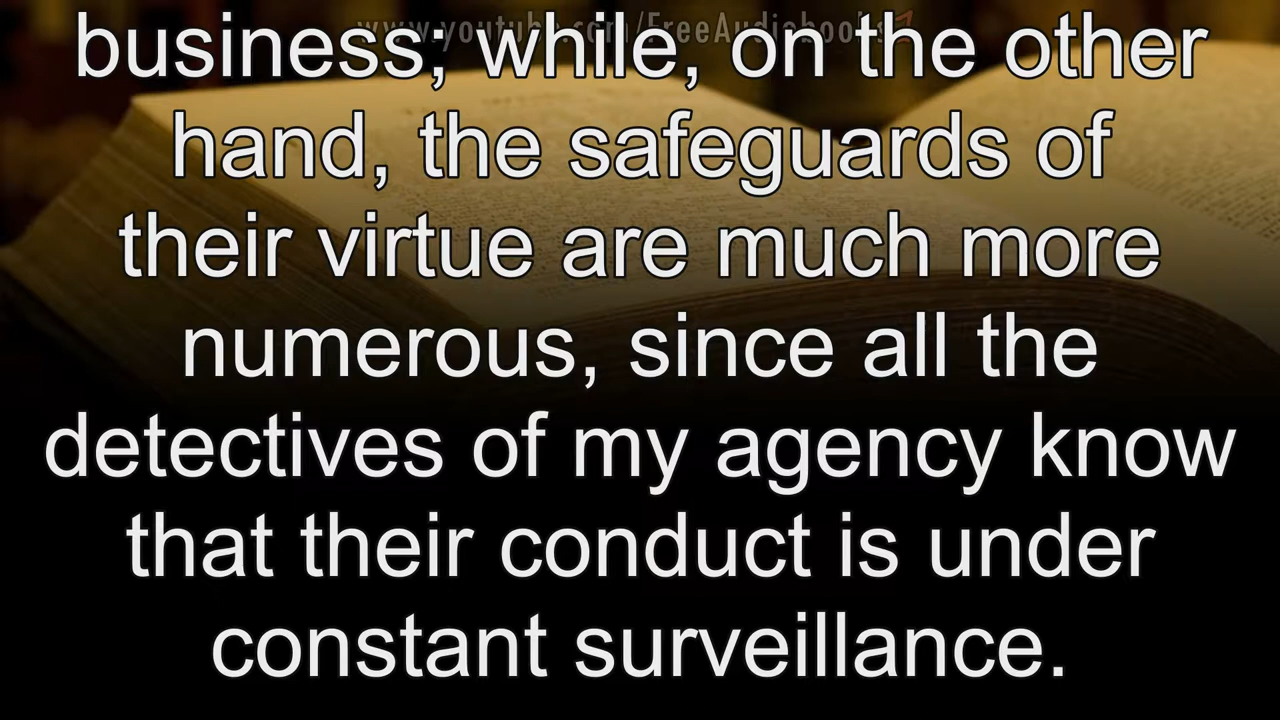 www.youtube.com/FreeAudiobooks
business; while, on the other
hand, the safeguards of
their virtue are much more
numerous, since all the
detectives of my agency know
that their conduct is under
constant surveillance.